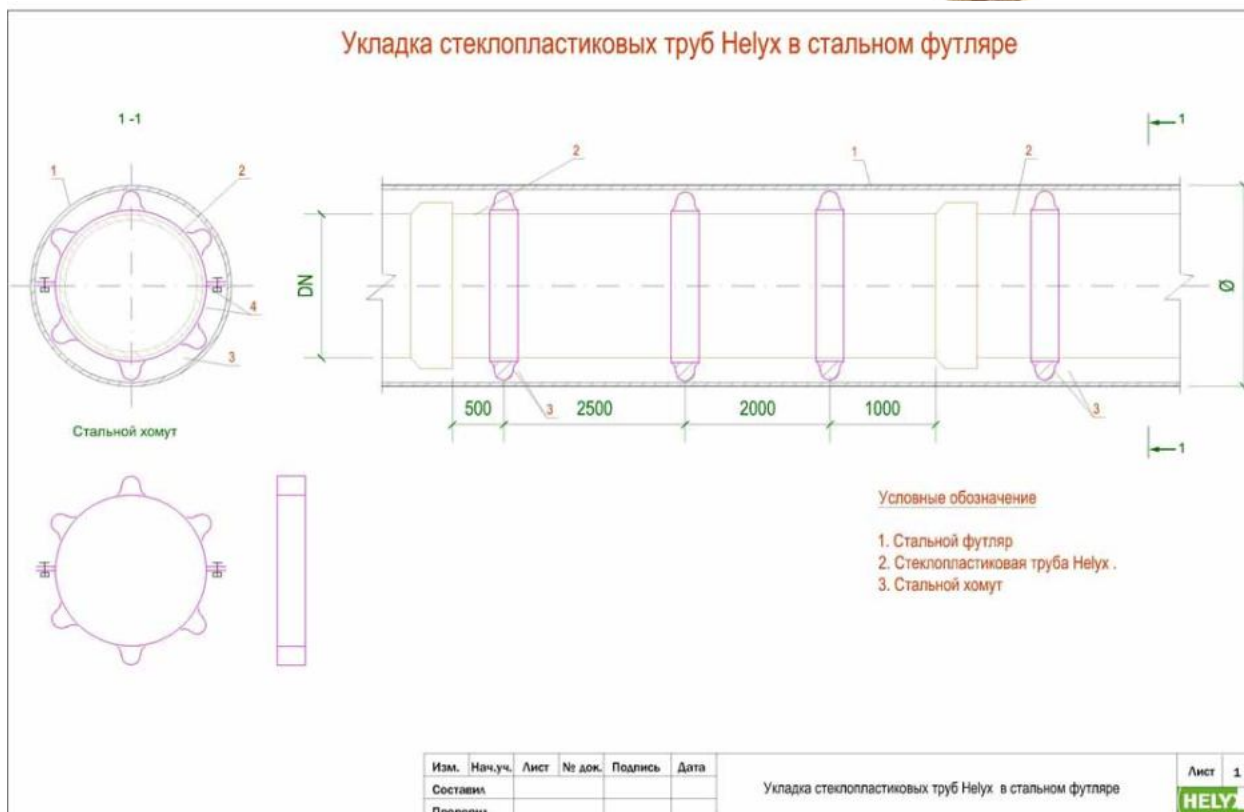 Укладка стеклопластиковых труб Helyx в стальном футляре
1 -1
1
2
4
3
Стальной хомут
2
1
2
1
DN
Ø
3
3
500
2500
2000
1000
1
Условные обозначение
1. Стальной футляр
2. Стеклопластиковая труба Helyx .
3. Стальной хомут
Изм. Нач.уч. Лист № док. Подпись Дата
Составил
Укладка стеклопластиковых труб Helyx в стальном футляре
Лист 1
HELYX